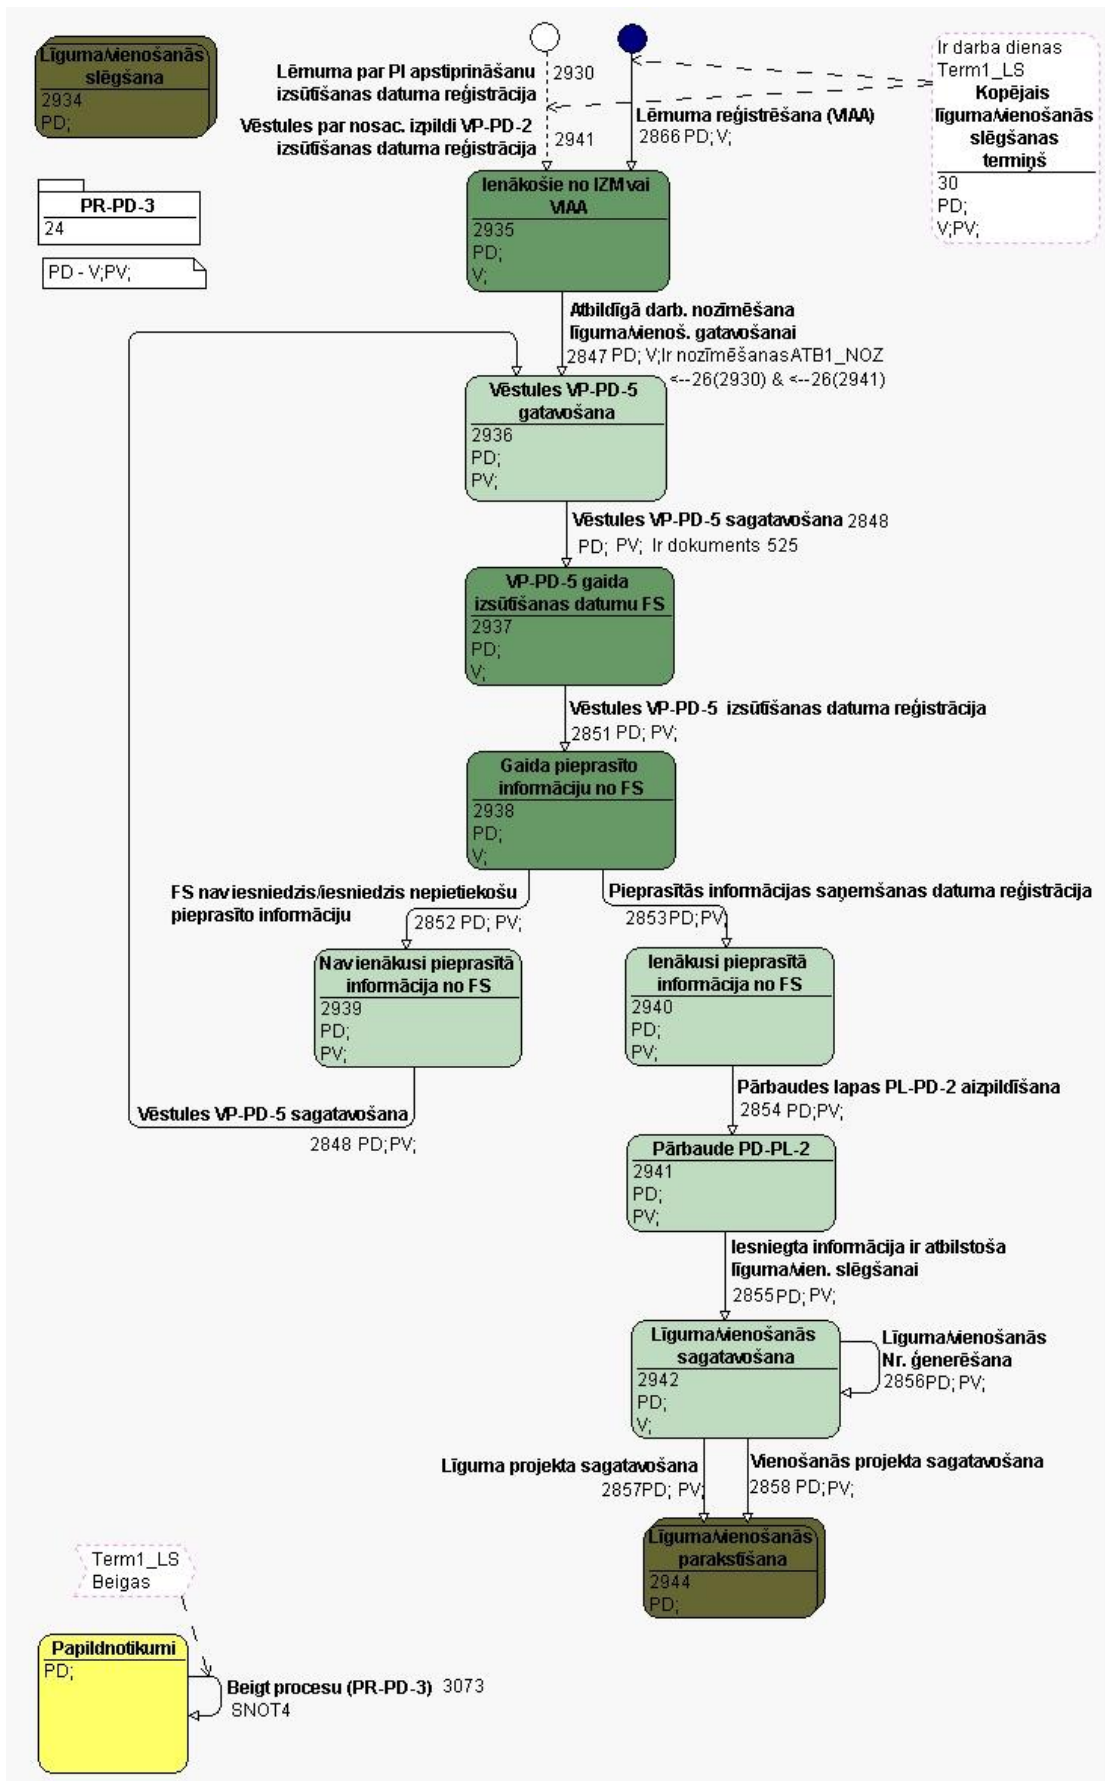 Līguma/vienošanās
slēgšana
2934
PD;
PR-PD-3
24
PD - V;PV;
Lēmuma par PI apstiprināšanu
izsūtīšanas datuma reģistrācija
2930
Vēstules par nosac. izpildi VP-PD-2
izsūtīšanas datuma reģistrācija
2941
Lēmuma reģistrēšana (VIAA)
2866 PD; V;
Ir darba dienas
Term1_LS
Kopējais
līguma/vienošanās
slēgšanas
termiņš
30
PD;
V;PV;
Ienākošie no IZM vai
VIAA
2935
PD;
V;
Atbildīgā darb. nozīmēšana
līguma/vienoš. gatavošanai
2847 PD; V;Ir nozīmēšanasATB1_NOZ
<--26(2930) & <--26(2941)
Vēstules VP-PD-5
gatavošana
2936
PD;
PV;
Vēstules VP-PD-5 sagatavošana 2848
PD; PV; Ir dokuments 525
VP-PD-5 gaida
izsūtīšanas datumu FS
2937
PD;
V;
Vēstules VP-PD-5 izsūtīšanas datuma reģistrācija
2851 PD; PV;
Gaida pieprasīto
informāciju no FS
2938
PD;
V;
FS nav iesniedzis/iesniedzis nepietiekošu
pieprasīto informāciju
2852 PD; PV;
Pieprasītās informācijas saņemšanas datuma reģistrācija
2853PD;PV;
Nav ienākusi pieprasītā
informācija no FS
2939
PD;
PV;
Ienākusi pieprasītā
informācija no FS
2940
PD;
PV;
Vēstules VP-PD-5 sagatavošana
2848 PD;PV;
Pārbaudes lapas PL-PD-2 aizpildīšana
2854 PD;PV;
Pārbaude PD-PL-2
2941
PD;
PV;
Iesniegta informācija ir atbilstoša
līguma/vien. slēgšanai
2855PD; PV;
Līguma/vienošanās
sagatavošana
2942
PD;
V;
Līguma/vienošanās
Nr. ģenerēšana
2856PD; PV;
Līguma projekta sagatavošana
2857PD; PV;
Vienošanās projekta sagatavošana
2858 PD;PV;
Līguma/vienošanās
parakstīšana
2944
PD;
Term1_LS
Beigas
Papildnotikumi
PD;
Beigt procesu (PR-PD-3) 3073
SNOT4